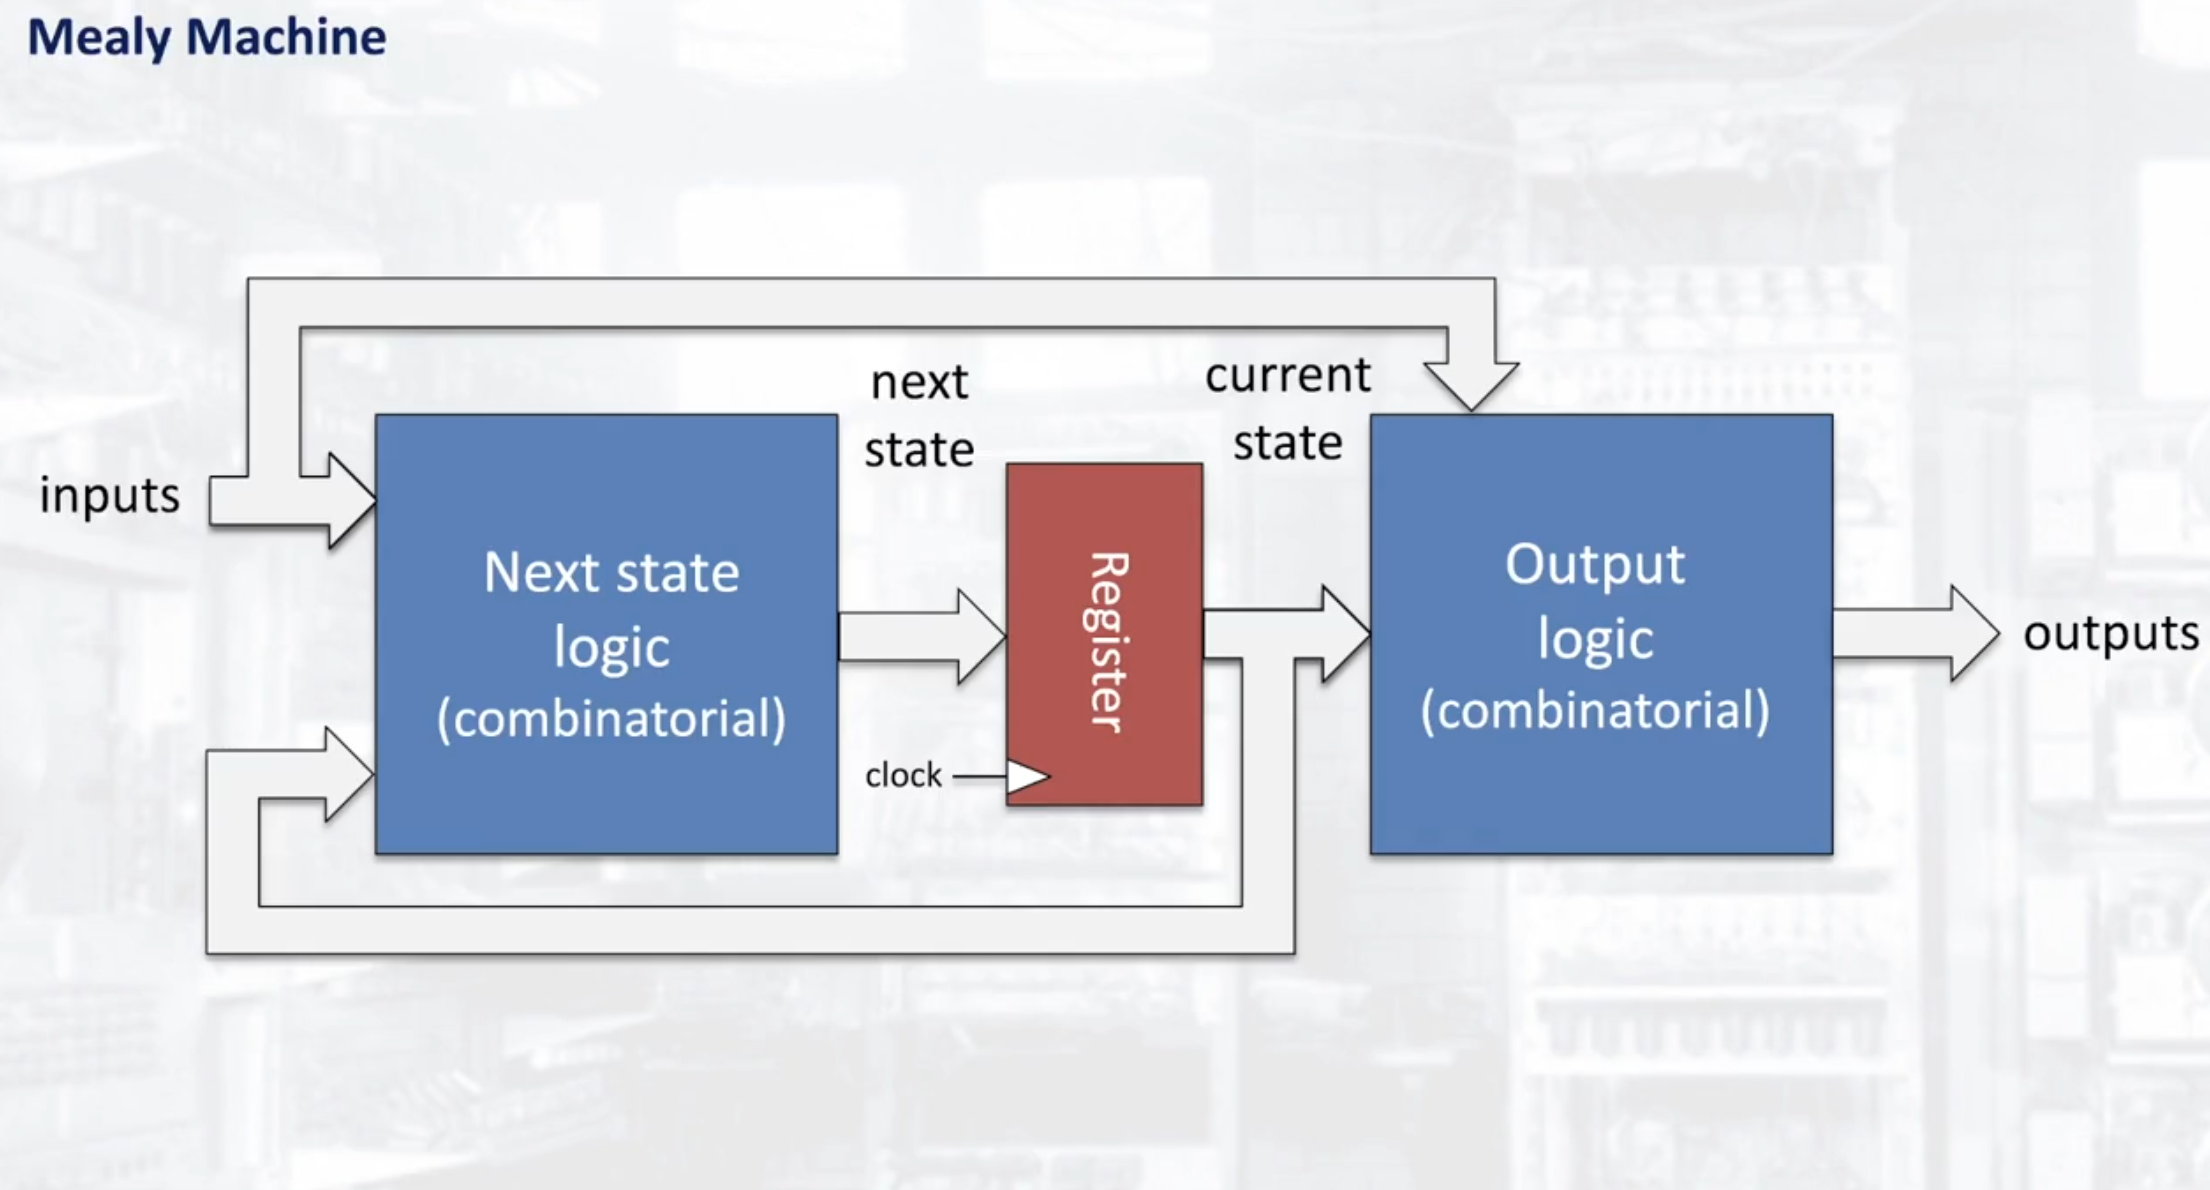 Mealy Machine
next
state
current
state
inputs
Next state
logic
(combinatorial)
Register
clock
Output
logic
(combinatorial)
outputs